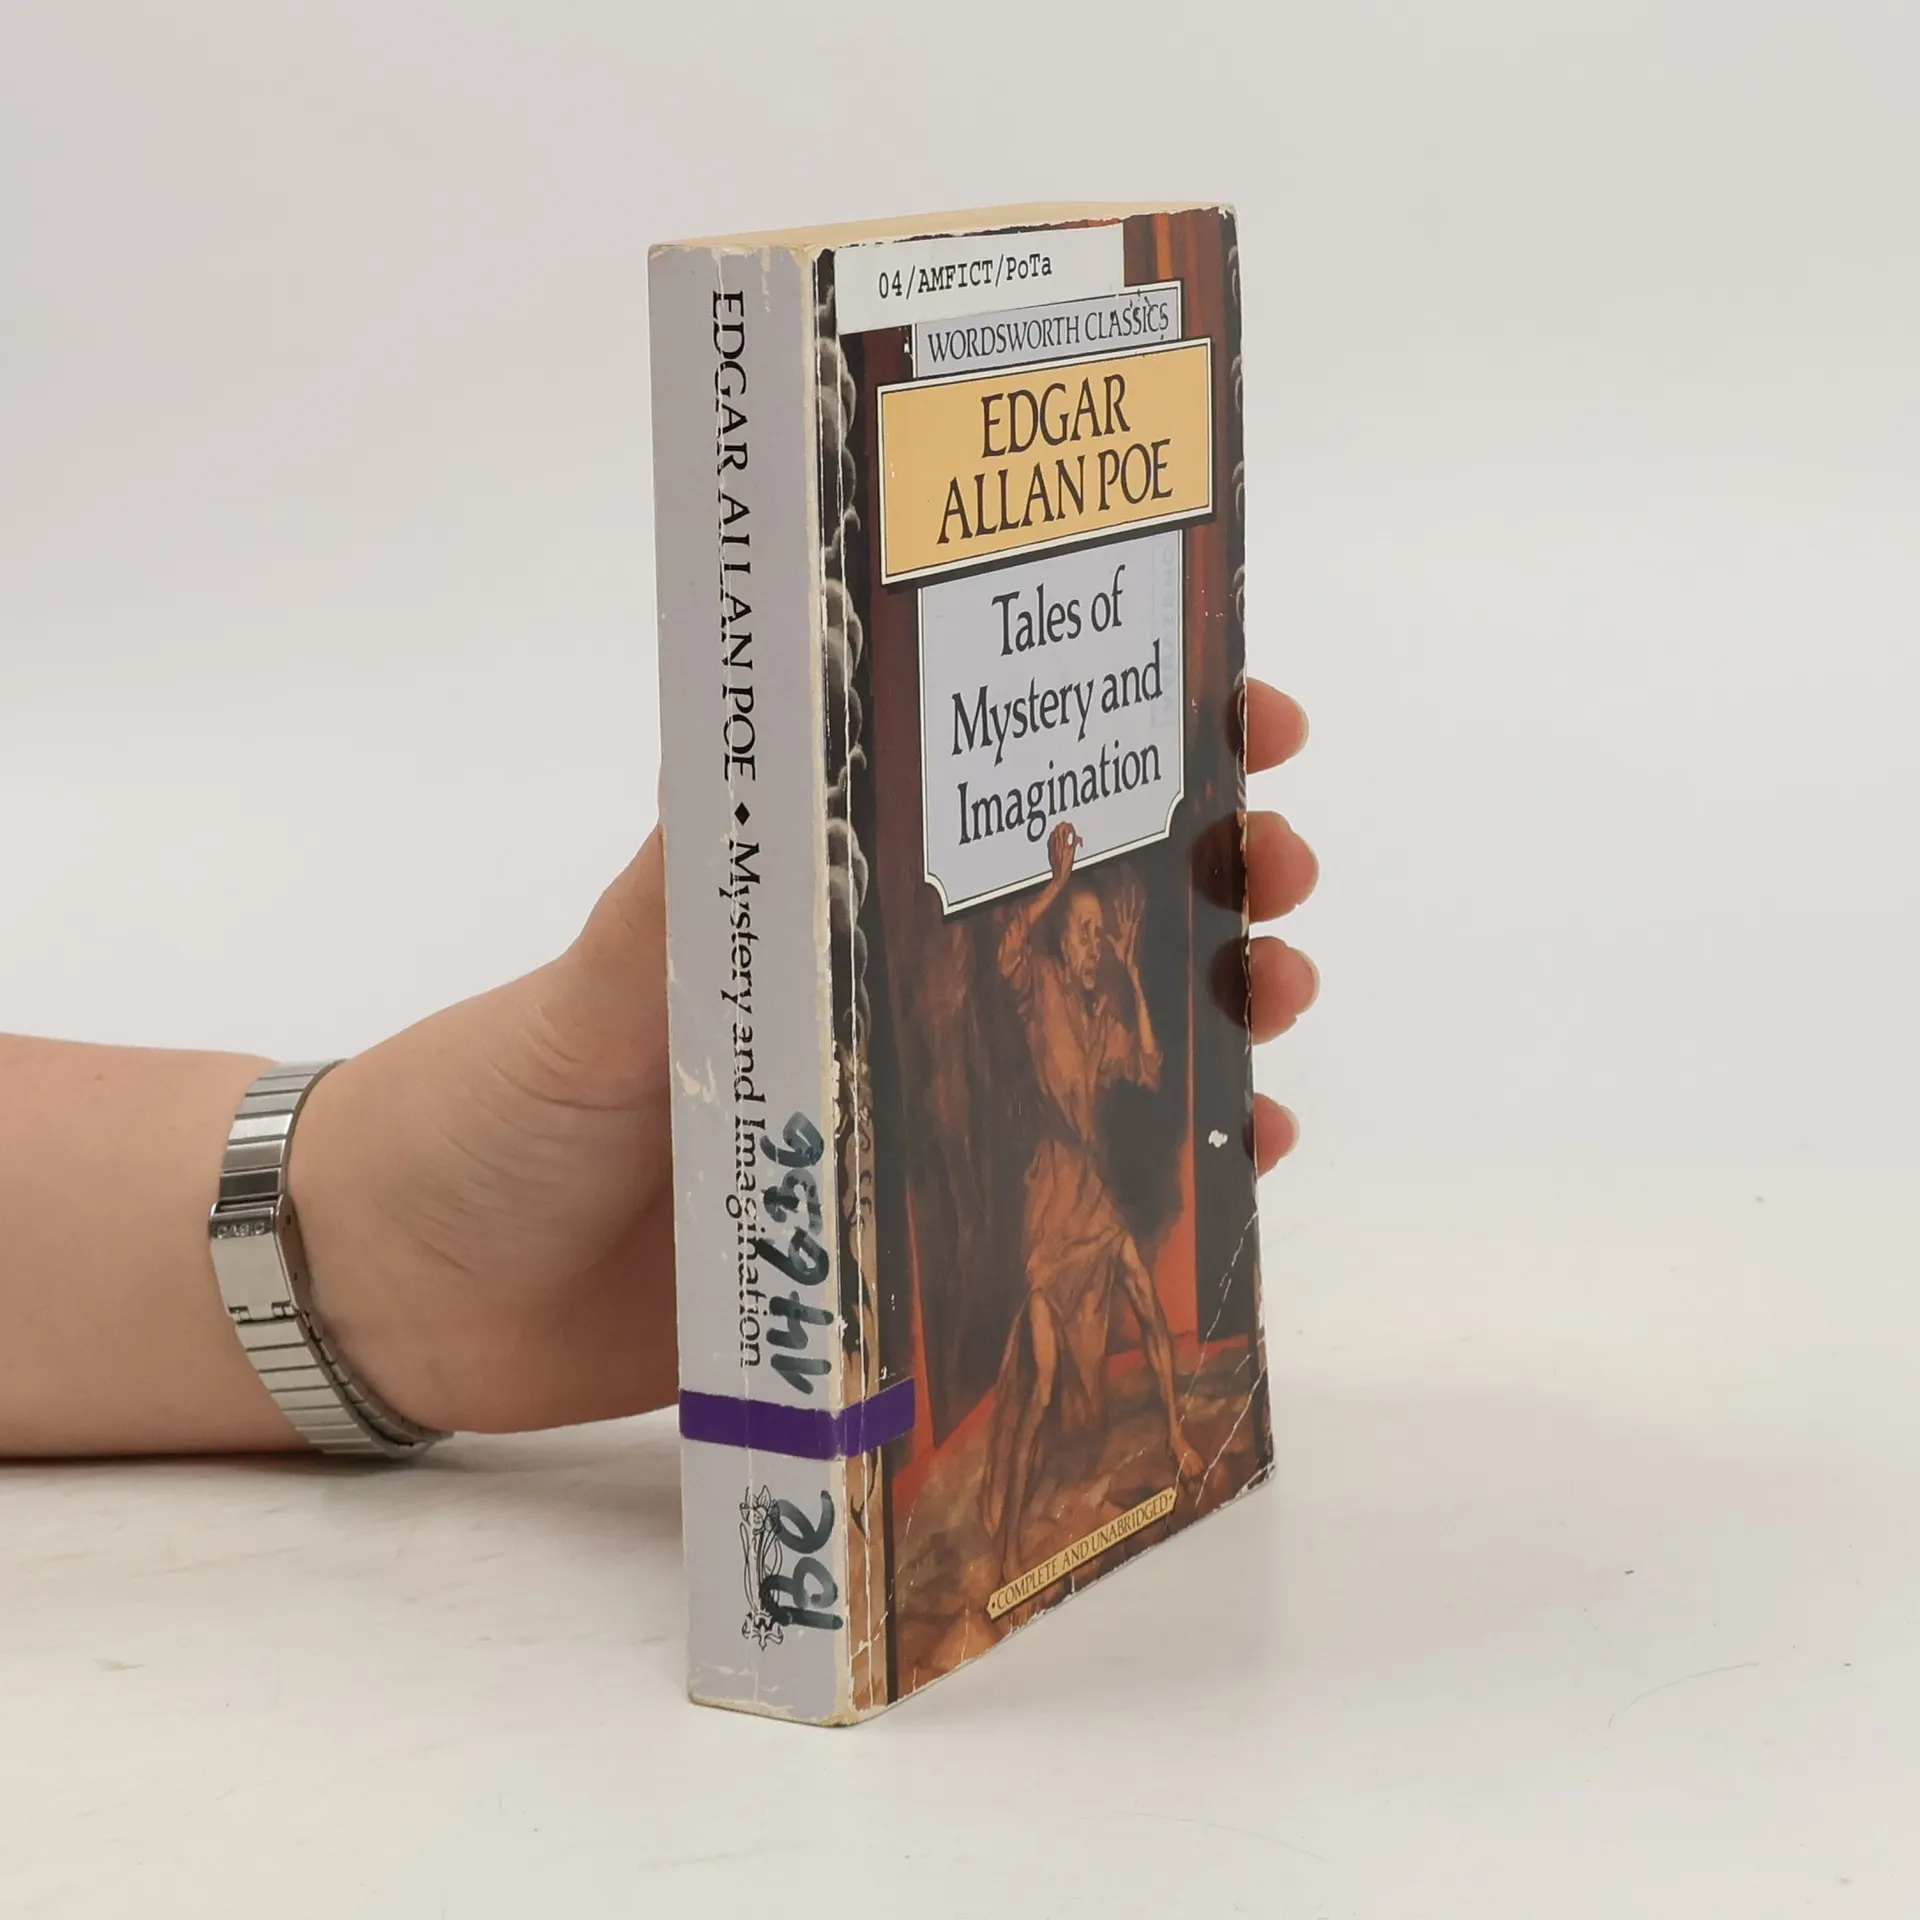 EDGAR ALLAN POE ◆ Mystery and Imagination
04/AMFICT/PoTa
WORDSWORTH CLASSICS
EDGAR
ALLAN POE
Tales of
Mystery and
Imagination
•COMPLETE AND UNABRIDGED•
CASIO